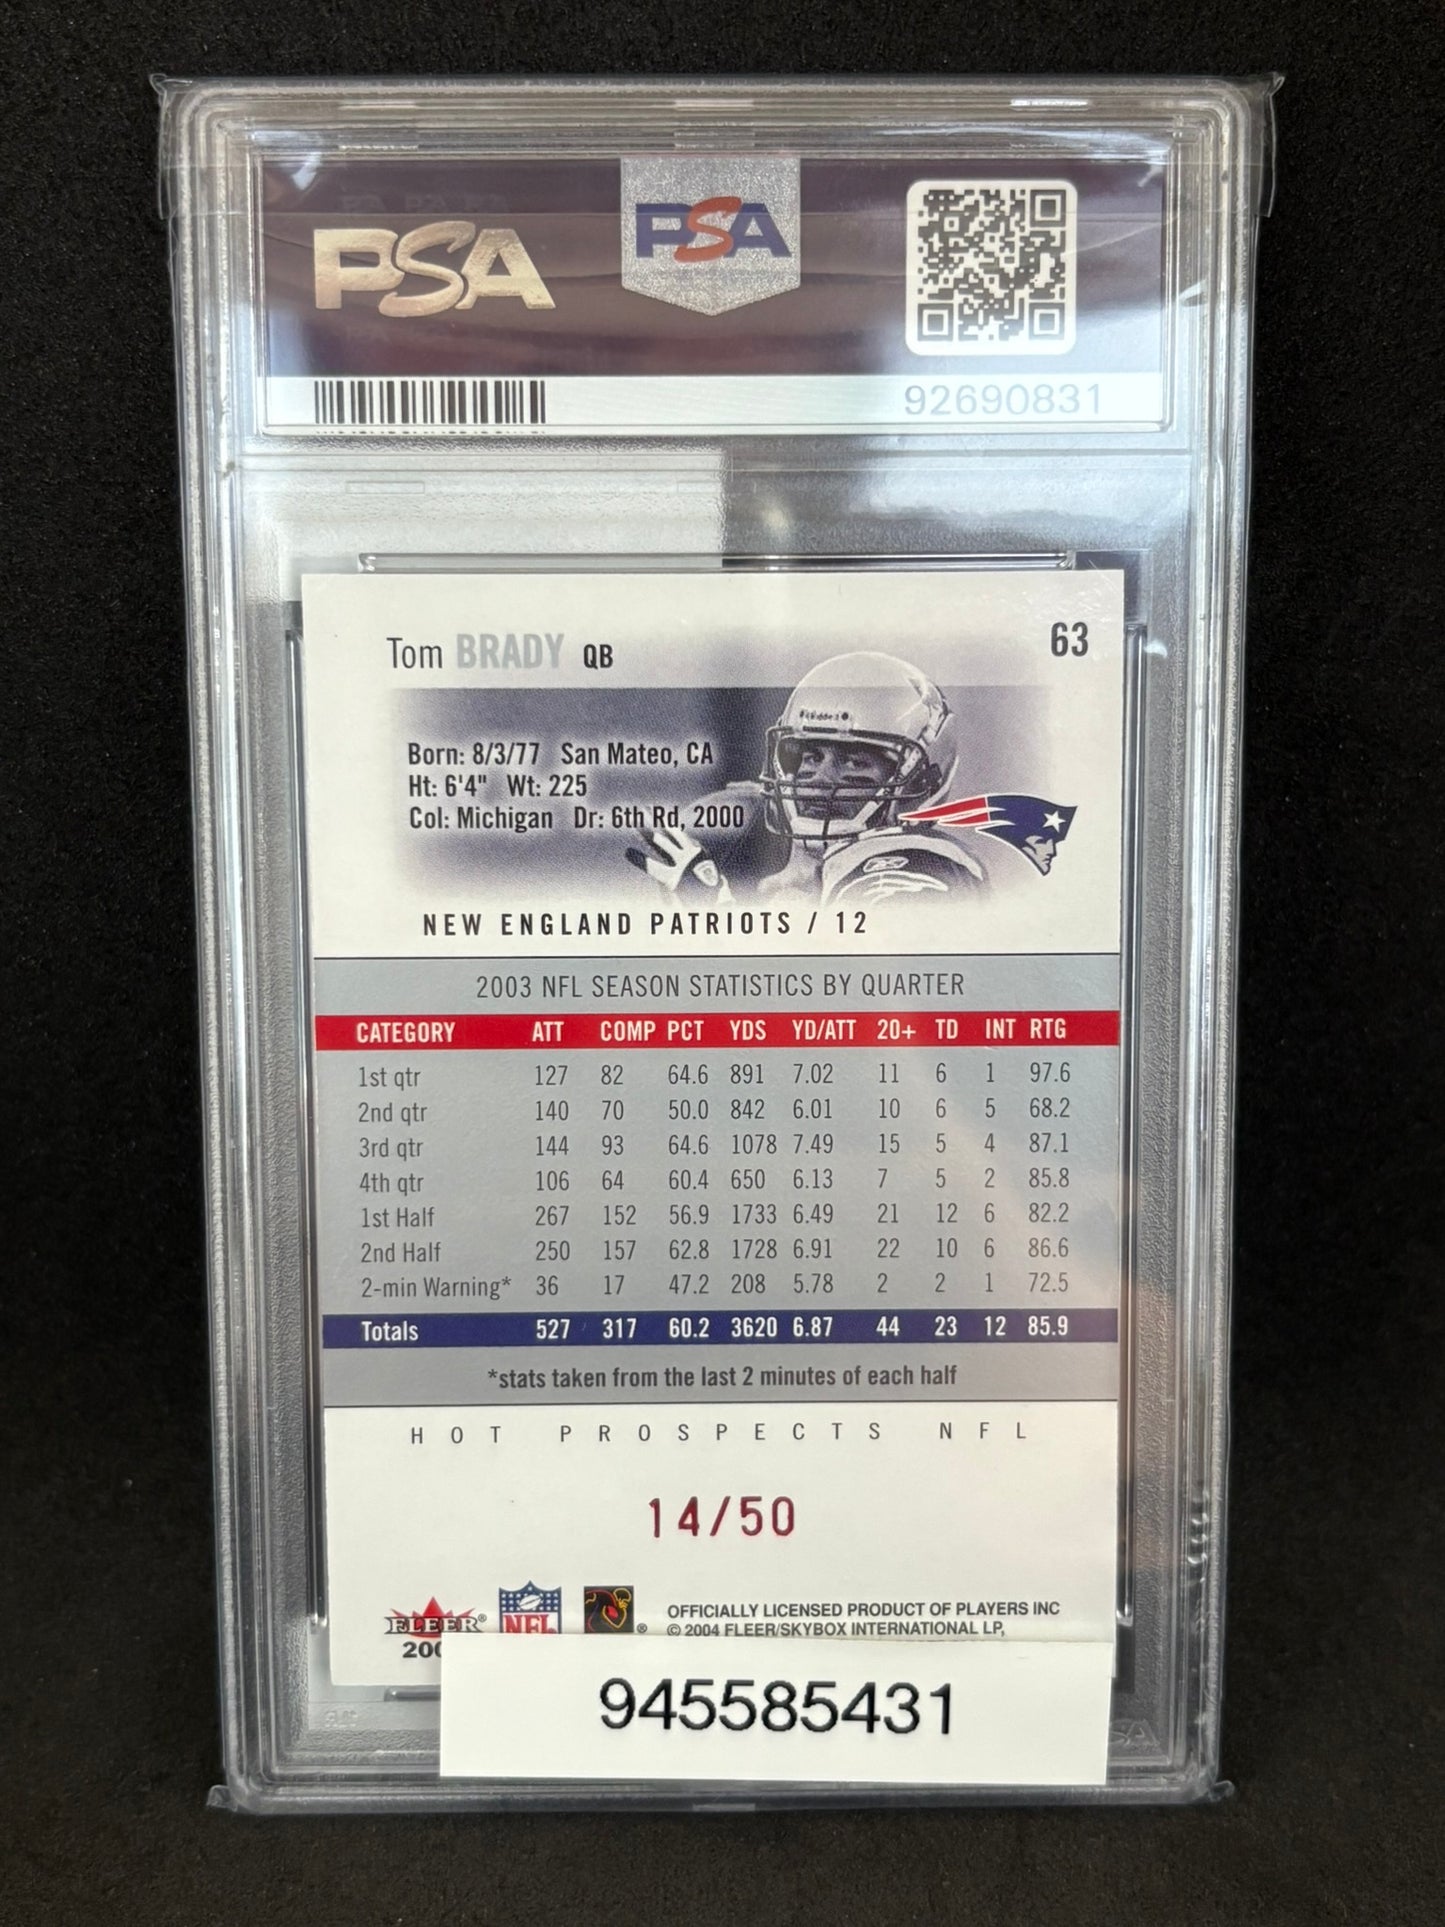 PSA PSA
92690831
Tom BRADY QB 63
Riddell
Born: 8/3/77 San Mateo, CA
Ht: 6'4" Wt: 225
Col: Michigan Dr: 6th Rd, 2000
NEW ENGLAND PATRIOTS / 12
2003 NFL SEASON STATISTICS BY QUARTER
CATEGORY ATT COMP PCT YDS YD/ATT 20+ TD INT RTG
1st qtr 127 82 64.6 891 7.02 11 6 1 97.6
2nd qtr 140 70 50.0 842 6.01 10 6 5 68.2
3rd qtr 144 93 64.6 1078 7.49 15 5 4 87.1
4th qtr 106 64 60.4 650 6.13 7 5 2 85.8
1st Half 267 152 56.9 1733 6.49 21 12 6 82.2
2nd Half 250 157 62.8 1728 6.91 22 10 6 86.6
2-min Warning* 36 17 47.2 208 5.78 2 2 1 72.5
Totals 527 317 60.2 3620 6.87 44 23 12 85.9
*stats taken from the last 2 minutes of each half
HOT PROSPECTS NFL
14/50
FLEER® NFL ® OFFICIALLY LICENSED PRODUCT OF PLAYERS INC
200 © 2004 FLEER/SKYBOX INTERNATIONAL LP,
945585431